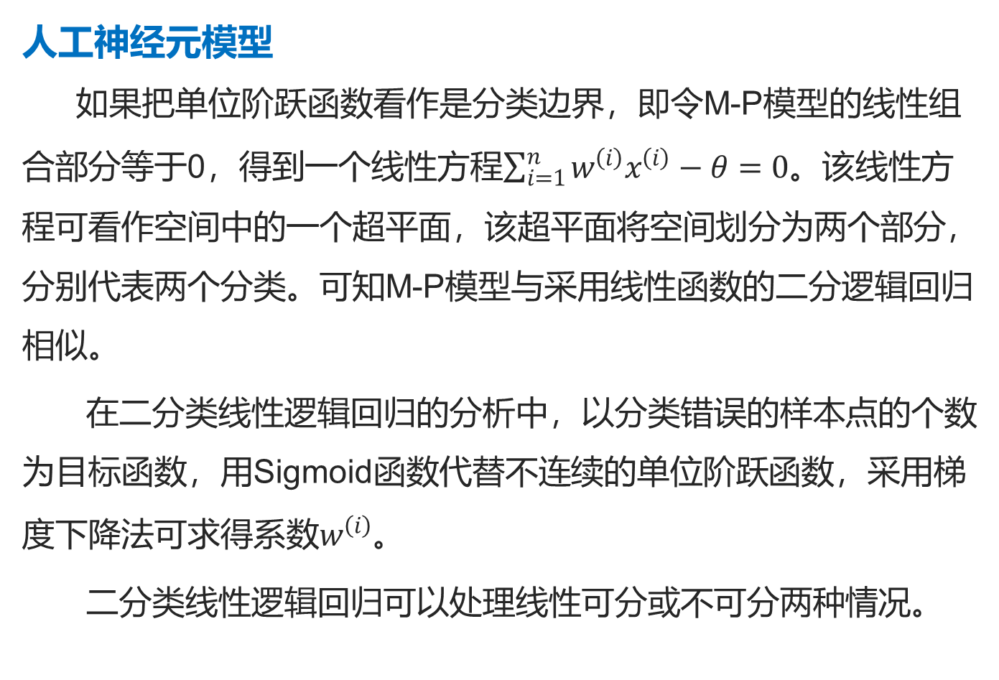 人工神经元模型
如果把单位阶跃函数看作是分类边界，即令M-P模型的线性组
合部分等于0，得到一个线性方程∑_{i=1}^{n} w^{(i)}x^{(i)} − θ = 0。该线性方
程可看作空间中的一个超平面，该超平面将空间划分为两个部分，
分别代表两个分类。可知M-P模型与采用线性函数的二分逻辑回归
相似。
在二分类线性逻辑回归的分析中，以分类错误的样本点的个数
为目标函数，用Sigmoid函数代替不连续的单位阶跃函数，采用梯
度下降法可求得系数w^{(i)}。
二分类线性逻辑回归可以处理线性可分或不可分两种情况。